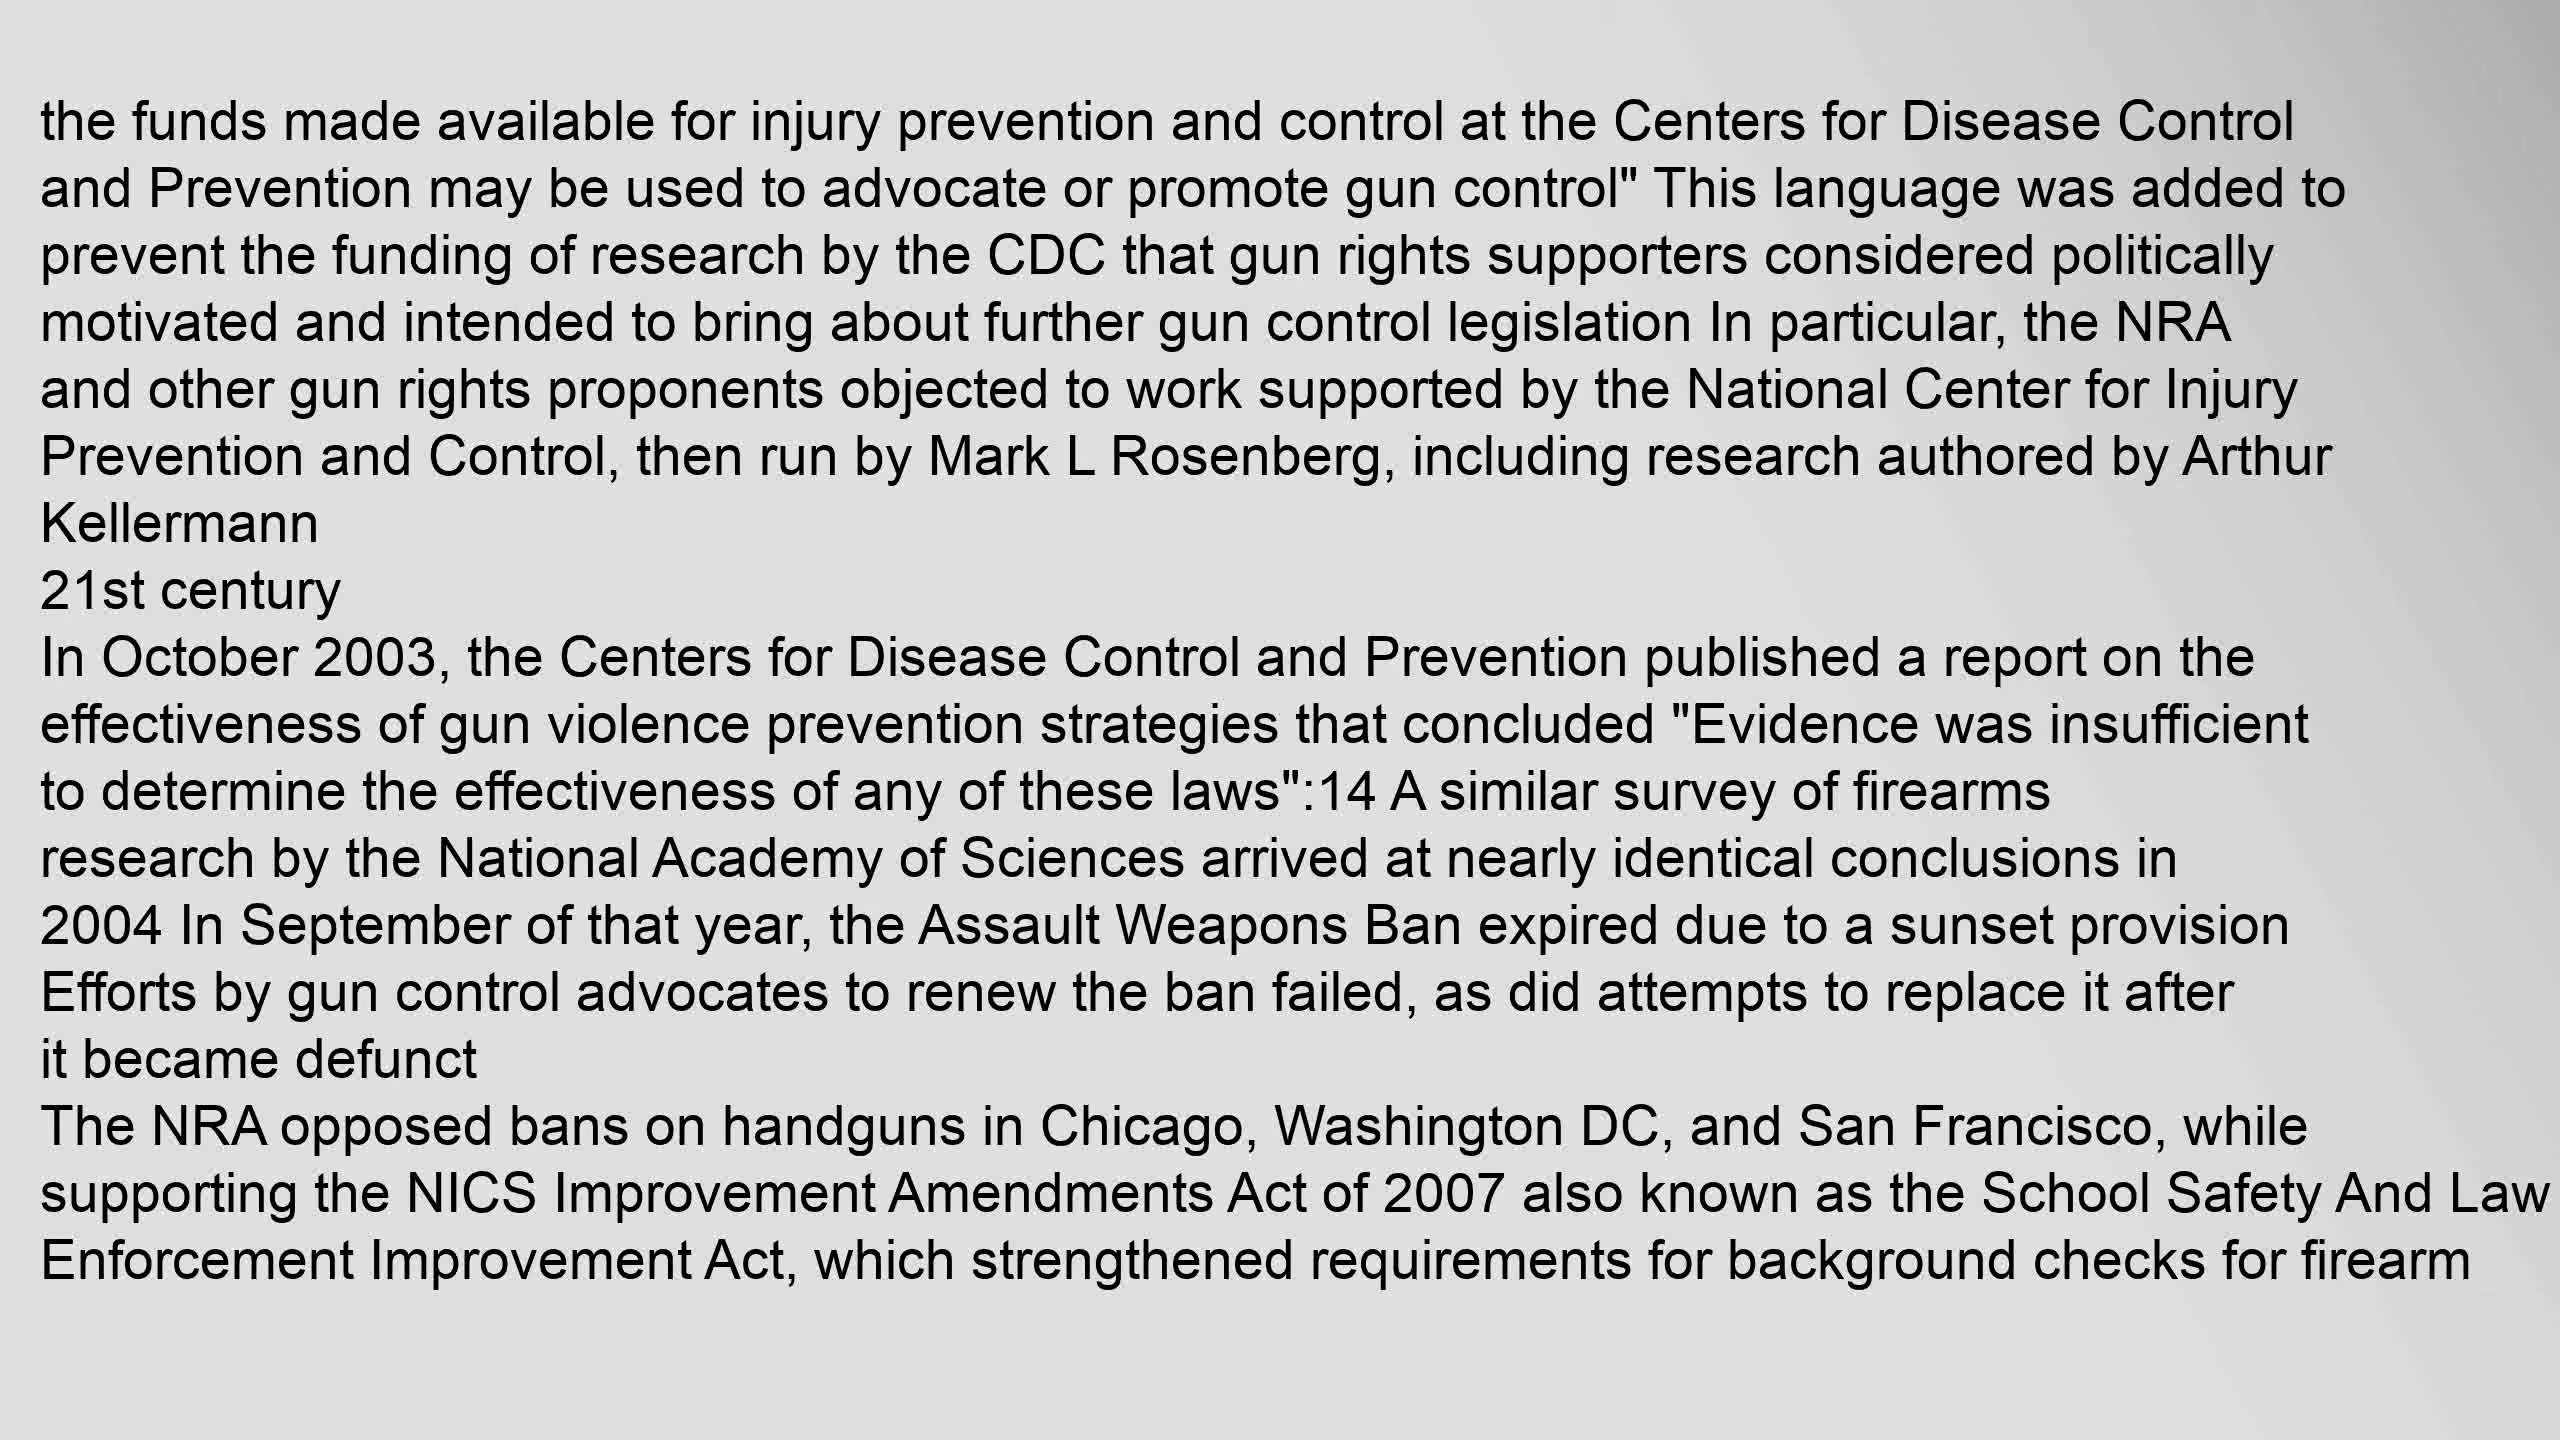 the funds made available for injury prevention and control at the Centers for Disease Control
and Prevention may be used to advocate or promote gun control" This language was added to
prevent the funding of research by the CDC that gun rights supporters considered politically
motivated and intended to bring about further gun control legislation In particular, the NRA
and other gun rights proponents objected to work supported by the National Center for Injury
Prevention and Control, then run by Mark L Rosenberg, including research authored by Arthur
Kellermann
21st century
In October 2003, the Centers for Disease Control and Prevention published a report on the
effectiveness of gun violence prevention strategies that concluded "Evidence was insufficient
to determine the effectiveness of any of these laws":14 A similar survey of firearms
research by the National Academy of Sciences arrived at nearly identical conclusions in
2004 In September of that year, the Assault Weapons Ban expired due to a sunset provision
Efforts by gun control advocates to renew the ban failed, as did attempts to replace it after
it became defunct
The NRA opposed bans on handguns in Chicago, Washington DC, and San Francisco, while
supporting the NICS Improvement Amendments Act of 2007 also known as the School Safety And Law
Enforcement Improvement Act, which strengthened requirements for background checks for firearm